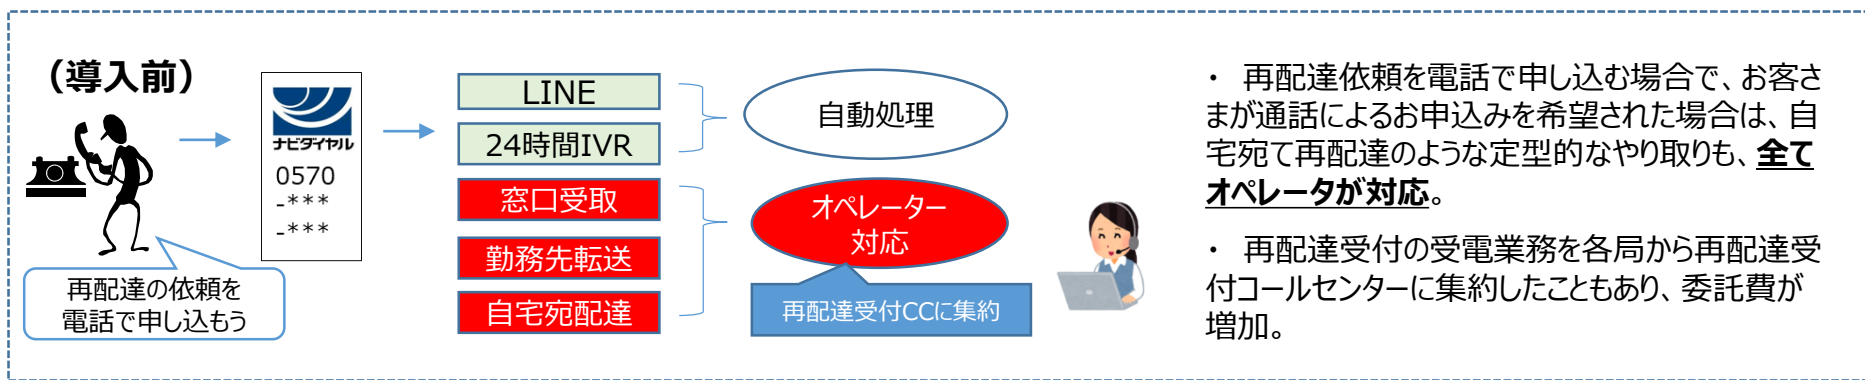 （導入前）
ナビダイヤル
0570
-***
-***
再配達の依頼を
電話で申し込もう
LINE
24時間IVR
窓口受取
勤務先転送
自宅宛配達
自動処理
オペレーター
対応
再配達受付CCに集約
・ 再配達依頼を電話で申し込む場合で、お客さ
まが通話によるお申込みを希望された場合は、自
宅宛て再配達のような定型的なやり取りも、全て
オペレータが対応。
・ 再配達受付の受電業務を各局から再配達受
付コールセンターに集約したこともあり、委託費が
増加。